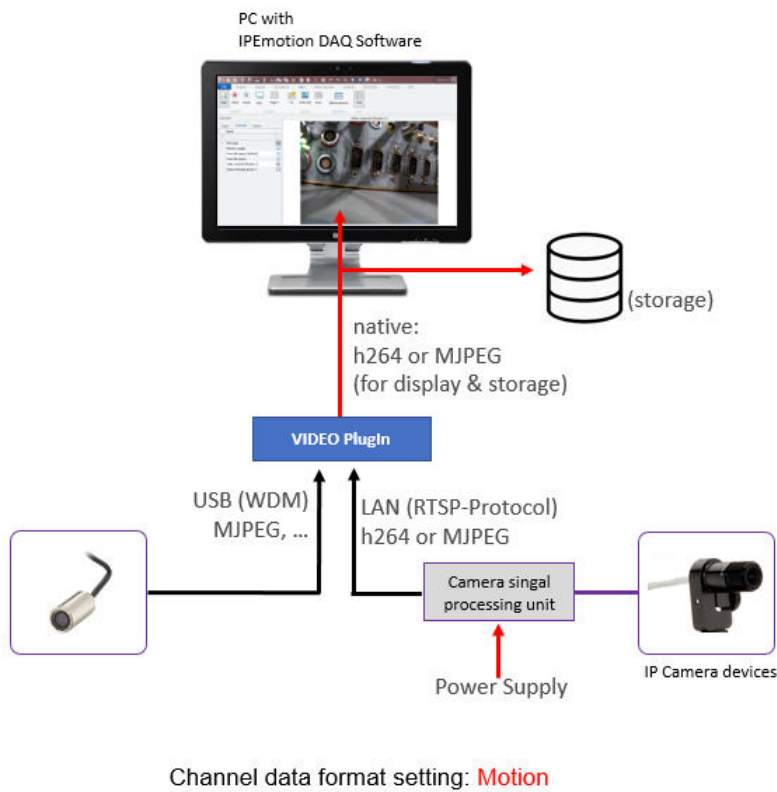 PC with
IPEmotion DAQ Software
(storage)
native:
h264 or MJPEG
(for display & storage)
VIDEO PlugIn
USB (WDM)
MJPEG, ...
LAN (RTSP-Protocol)
h264 or MJPEG
Camera singal
processing unit
IP Camera devices
Power Supply
Channel data format setting: Motion